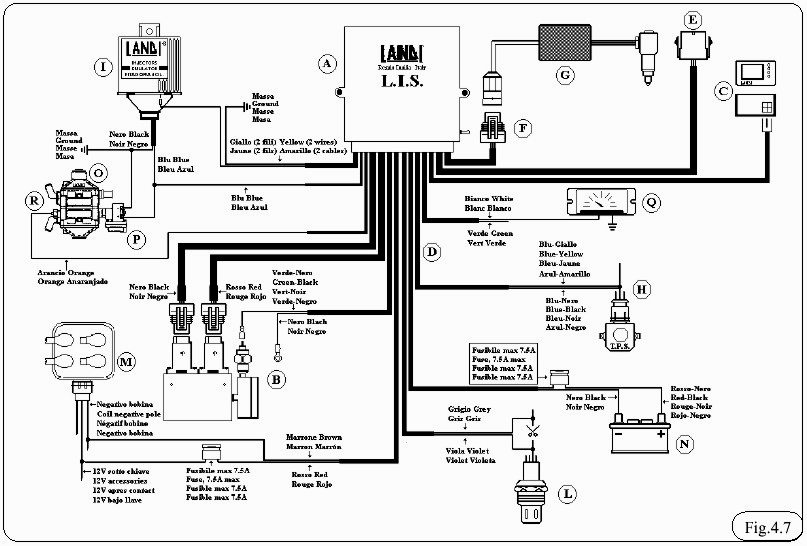 LANDI
INJECTORS
EMULATOR
I
LANDI
Reggio Emilia Italy
L.I.S.
A
G
E
C
F
Massa
Ground
Masse
Masa
Massa
Ground
Masse
Masa
Nero Black
Noir Negro
Giallo (2 fili) Yellow (2 wires)
Jaune (2 fils) Amarillo (2 cables)
Blu Blue
Bleu Azul
Blu Blue
Bleu Azul
O
R
P
Arancio Orange
Orange Anaranjado
Bianco White
Blanc Blanco
Verde Green
Vert Verde
Q
D
Blu-Giallo
Blue-Yellow
Bleu-Jaune
Azul-Amarillo
Blu-Nero
Blue-Black
Bleu-Noir
Azul-Negro
H
T.P.S.
Nero Black
Noir Negro
Rosso Red
Rouge Rojo
Verde-Nero
Green-Black
Vert-Noir
Verde-Negro
Nero Black
Noir Negro
B
M
Negativo bobina
Coil negative pole
Négatif bobine
Negativo bobina
Fusibile max 7.5A
Fuse, 7.5A max
Fusible max 7.5A
Fusible max 7.5A
Nero Black
Noir Negro
Rosso-Nero
Red-Black
Rouge-Noir
Rojo-Negro
- +
N
Grigio Grey
Gris Gris
Viola Violet
Violet Violeta
L
Marrone Brown
Marron Marrón
Rosso Red
Rouge Rojo
12V sotto chiave
12V accessories
12V apres contact
12V bajo llave
Fusibile max 7.5A
Fuse, 7.5A max
Fusible max 7.5A
Fusible max 7.5A
Fig.4.7